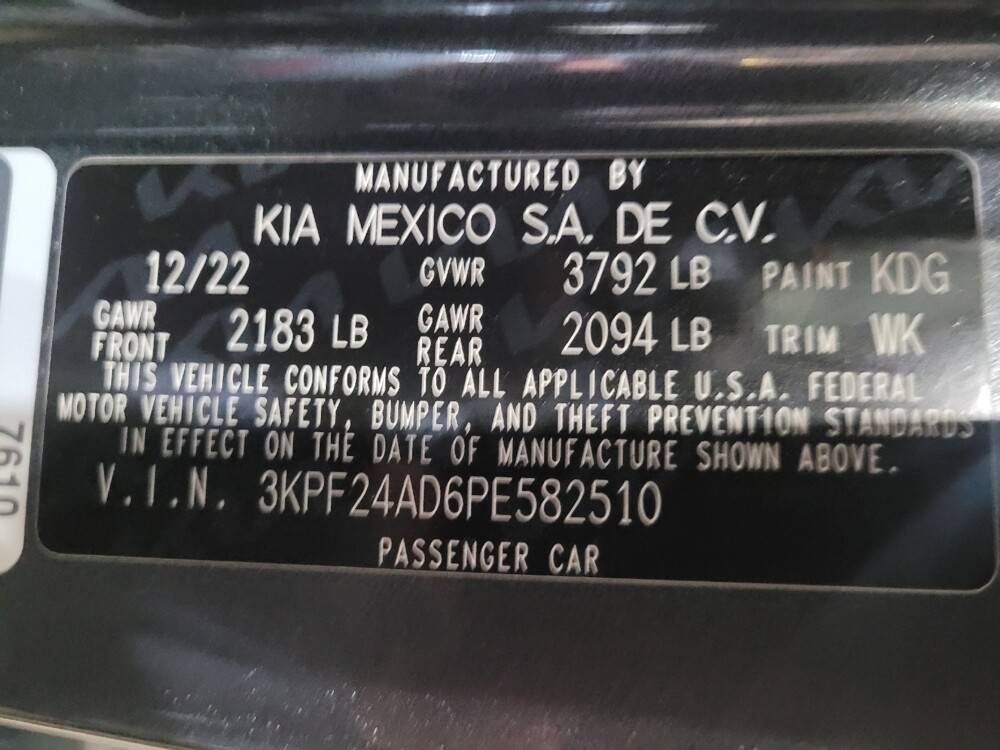 MANUFACTURED BY
KIA MEXICO S.A. DE C.V.
12/22 GVWR 3792 LB PAINT KDG
GAWR FRONT 2183 LB GAWR REAR 2094 LB TRIM WK
THIS VEHICLE CONFORMS TO ALL APPLICABLE U.S.A. FEDERAL
MOTOR VEHICLE SAFETY, BUMPER, AND THEFT PREVENTION STANDARDS
IN EFFECT ON THE DATE OF MANUFACTURE SHOWN ABOVE.
V.I.N. 3KPF24AD6PE582510
PASSENGER CAR
7610